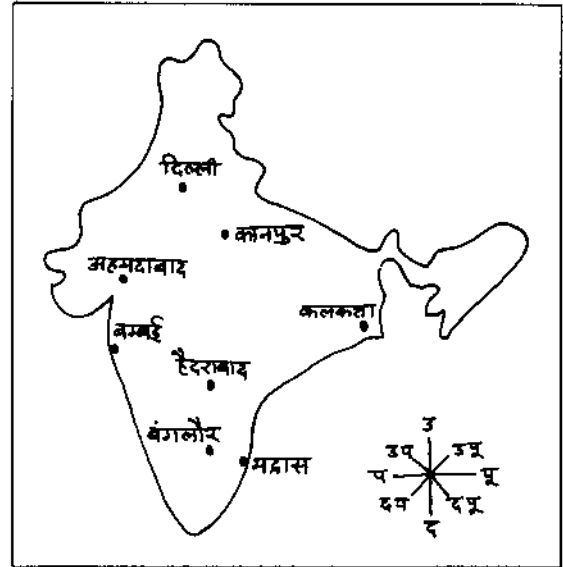 दिल्ली
कानपुर
अहमदाबाद
कलकत्ता
बम्बई
हैदराबाद
बंगलौर
मद्रास
उ
उप उपू
प पू
दप दपू
द